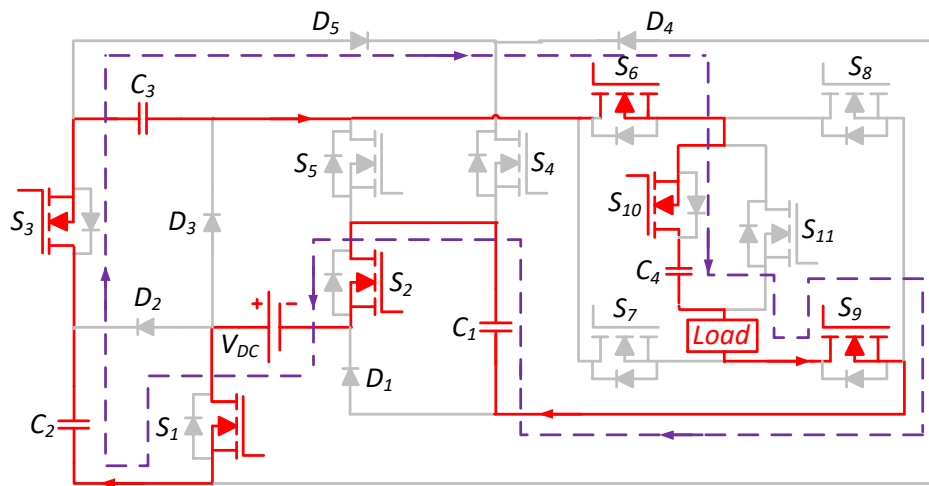 D5
D4
S6
S8
C3
S5
S4
S10
S3
D3
S11
C4
D2
+
−
S2
VDC
C1
S7
S9
Load
D1
C2
S1